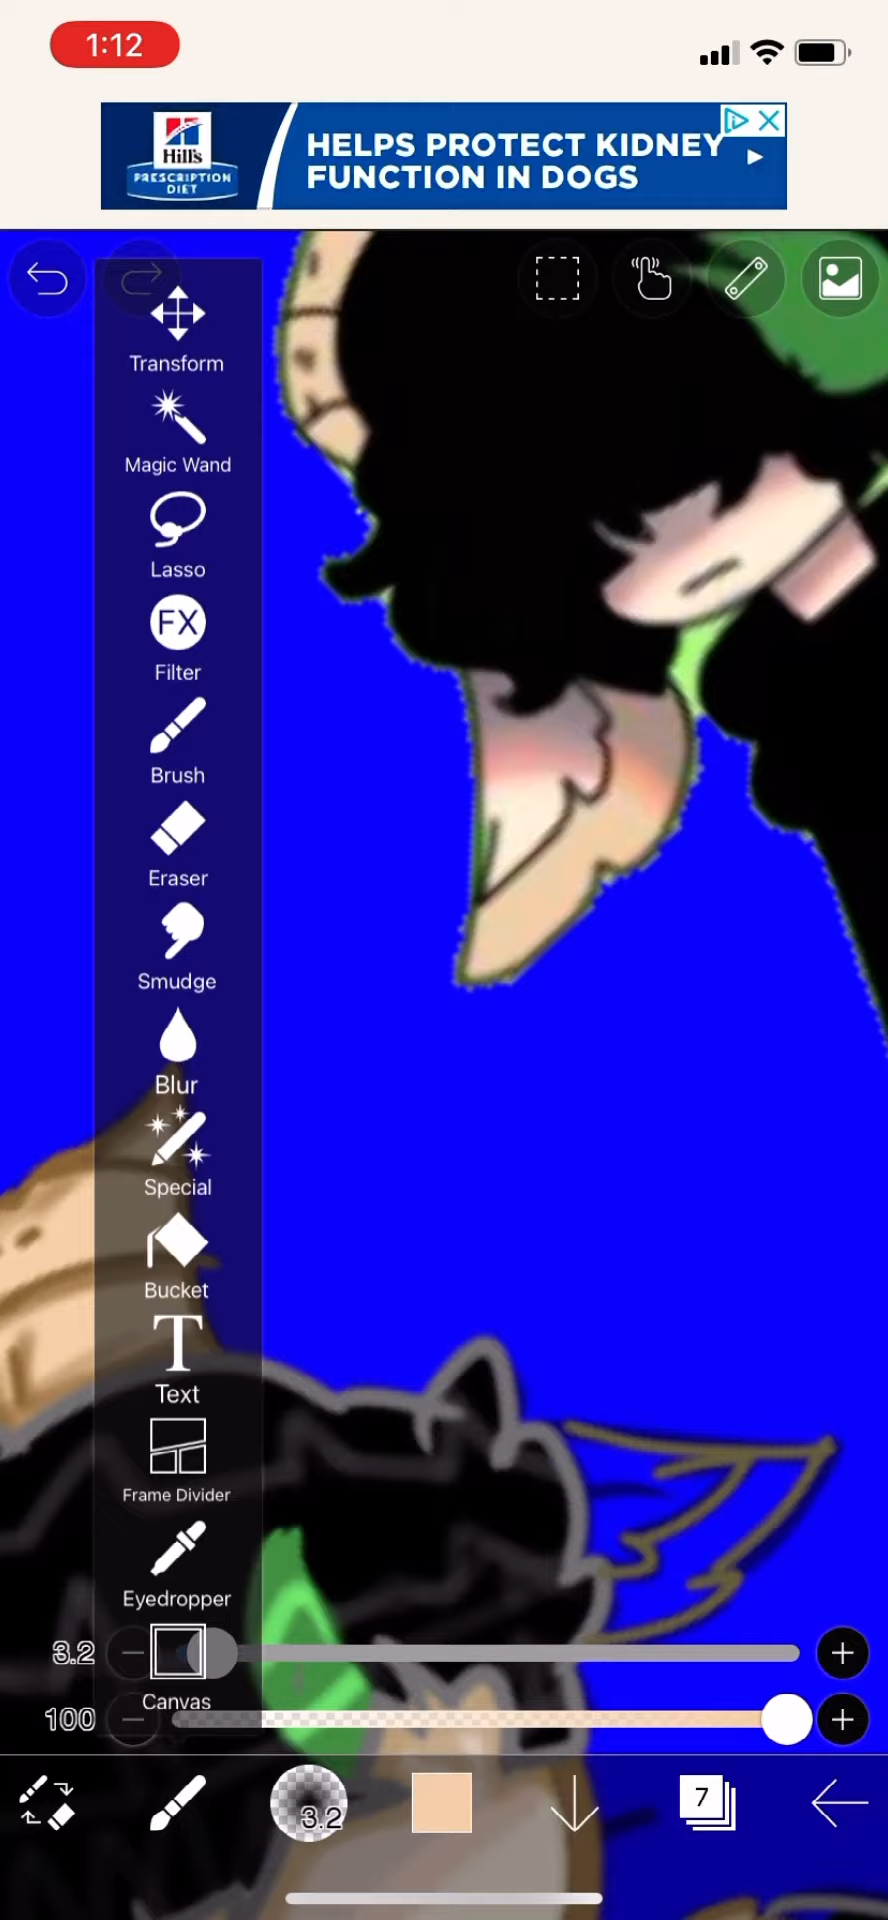 1:12
Hill's
PRESCRIPTION
DIET
HELPS PROTECT KIDNEY
FUNCTION IN DOGS
Transform
Magic Wand
Lasso
FX
Filter
Brush
Eraser
Smudge
Blur
Special
Bucket
T
Text
Frame Divider
Eyedropper
3.2
Canvas
100
3.2
7